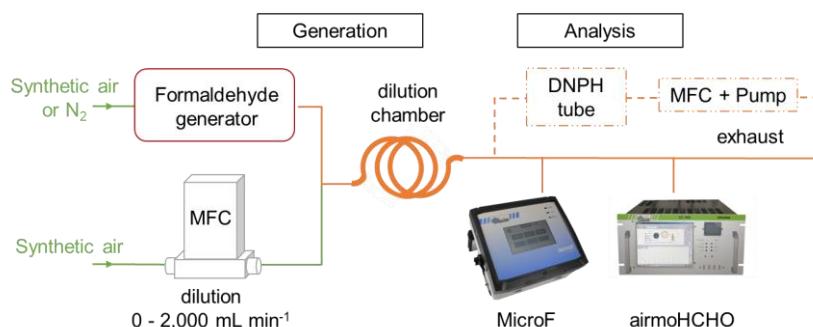 Generation
Analysis
Synthetic air
or N₂
Formaldehyde
generator
dilution
chamber
DNPH
tube
MFC + Pump
exhaust
MFC
Synthetic air
dilution
0 - 2.000 mL min⁻¹
MicroF
airmoHCHO